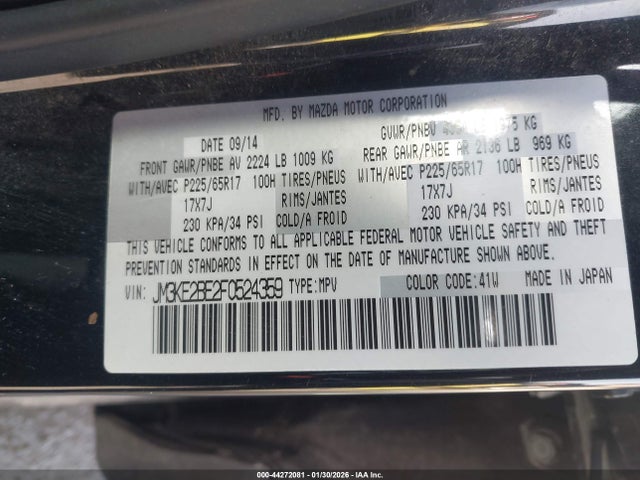 MFD. BY MAZDA MOTOR CORPORATION
DATE 09/14 GVWR/PNBV KG
FRONT GAWR/PNBE AV 2224 LB 1009 KG REAR GAWR/PNBE AR 2136 LB 969 KG
WITH/AVEC P225/65R17 100H TIRES/PNEUS WITH/AVEC P225/65R17 100H TIRES/PNEUS
17X7J RIMS/JANTES 17X7J RIMS/JANTES
230 KPA/34 PSI COLD/A FROID 230 KPA/34 PSI COLD/A FROID
THIS VEHICLE CONFORMS TO ALL APPLICABLE FEDERAL MOTOR VEHICLE SAFETY AND THEFT
PREVENTION STANDARDS IN EFFECT ON THE DATE OF MANUFACTURE SHOWN ABOVE.
VIN: JM3KE2BE2F0524359 TYPE:MPV COLOR CODE:41W MADE IN JAPAN
000-44272081 - 01/30/2026 - IAA Inc.